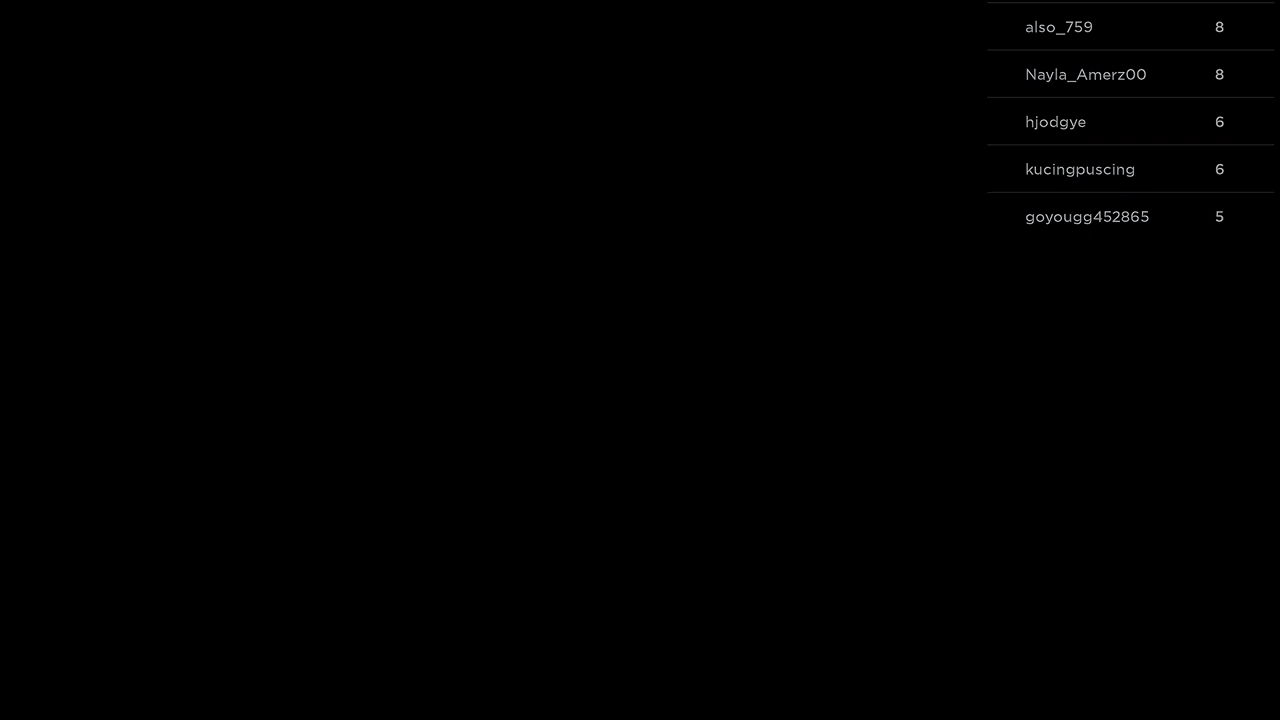 also_759 8
Nayla_Amerz00 8
hjodgye 6
kucingpuscing 6
goyougg452865 5